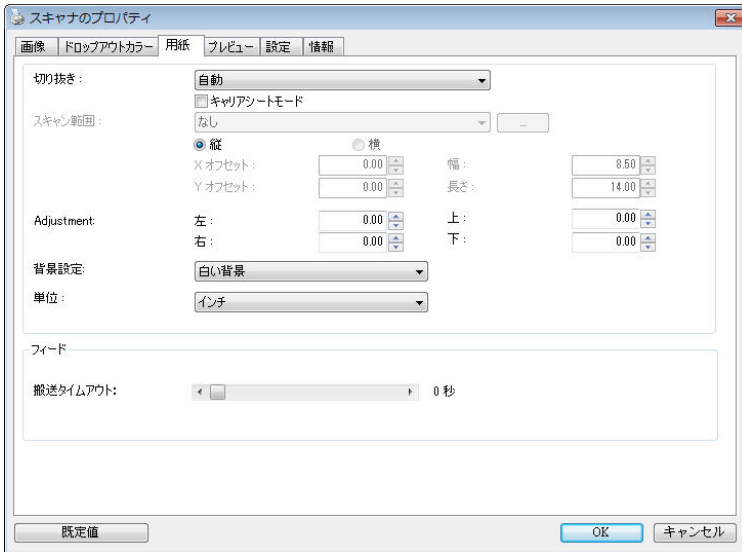 スキャナのプロパティ
画像 ドロップアウトカラー 用紙 プレビュー 設定 情報
切り抜き : 自動
キャリアシートモード
スキャン範囲 : なし ...
縦 横
X オフセット : 0.00 幅 : 8.50
Y オフセット : 0.00 長さ : 14.00
Adjustment: 左 : 0.00 上 : 0.00
右 : 0.00 下 : 0.00
背景設定: 白い背景
単位 : インチ
フィード
搬送タイムアウト: 0 秒
既定値 OK キャンセル